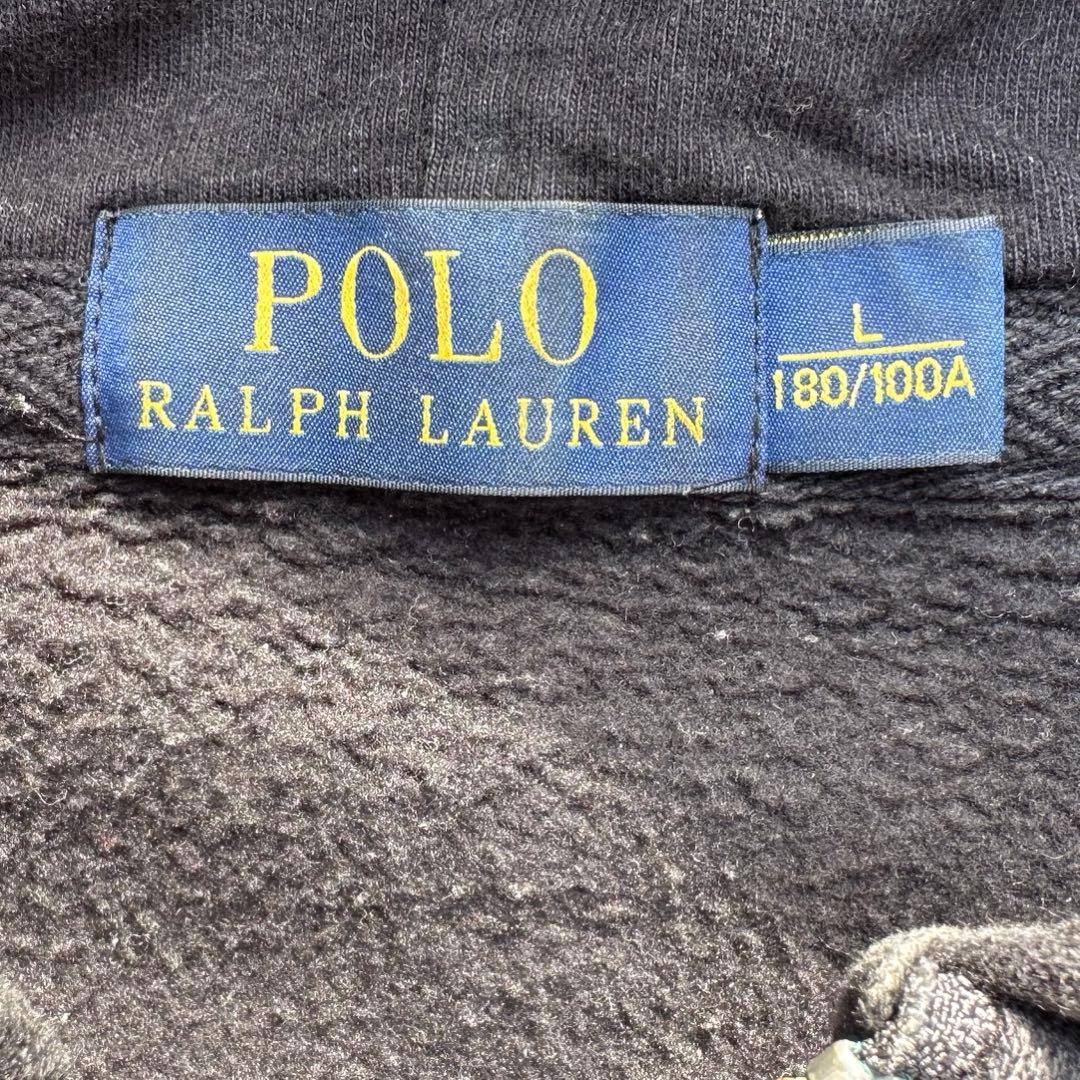 POLO
RALPH LAUREN
L
180/100A